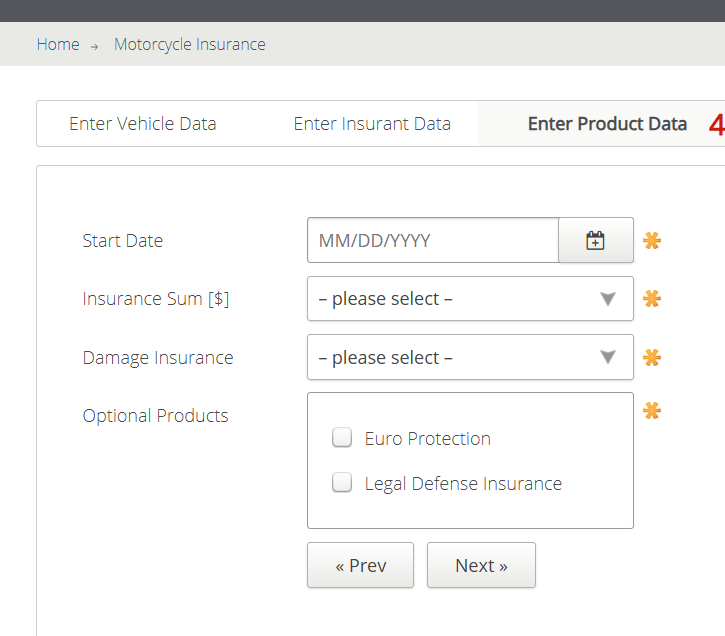 Home → Motorcycle Insurance
Enter Vehicle Data Enter Insurant Data Enter Product Data 4
Start Date MM/DD/YYYY
Insurance Sum [$] – please select –
Damage Insurance – please select –
Optional Products
Euro Protection
Legal Defense Insurance
« Prev Next »